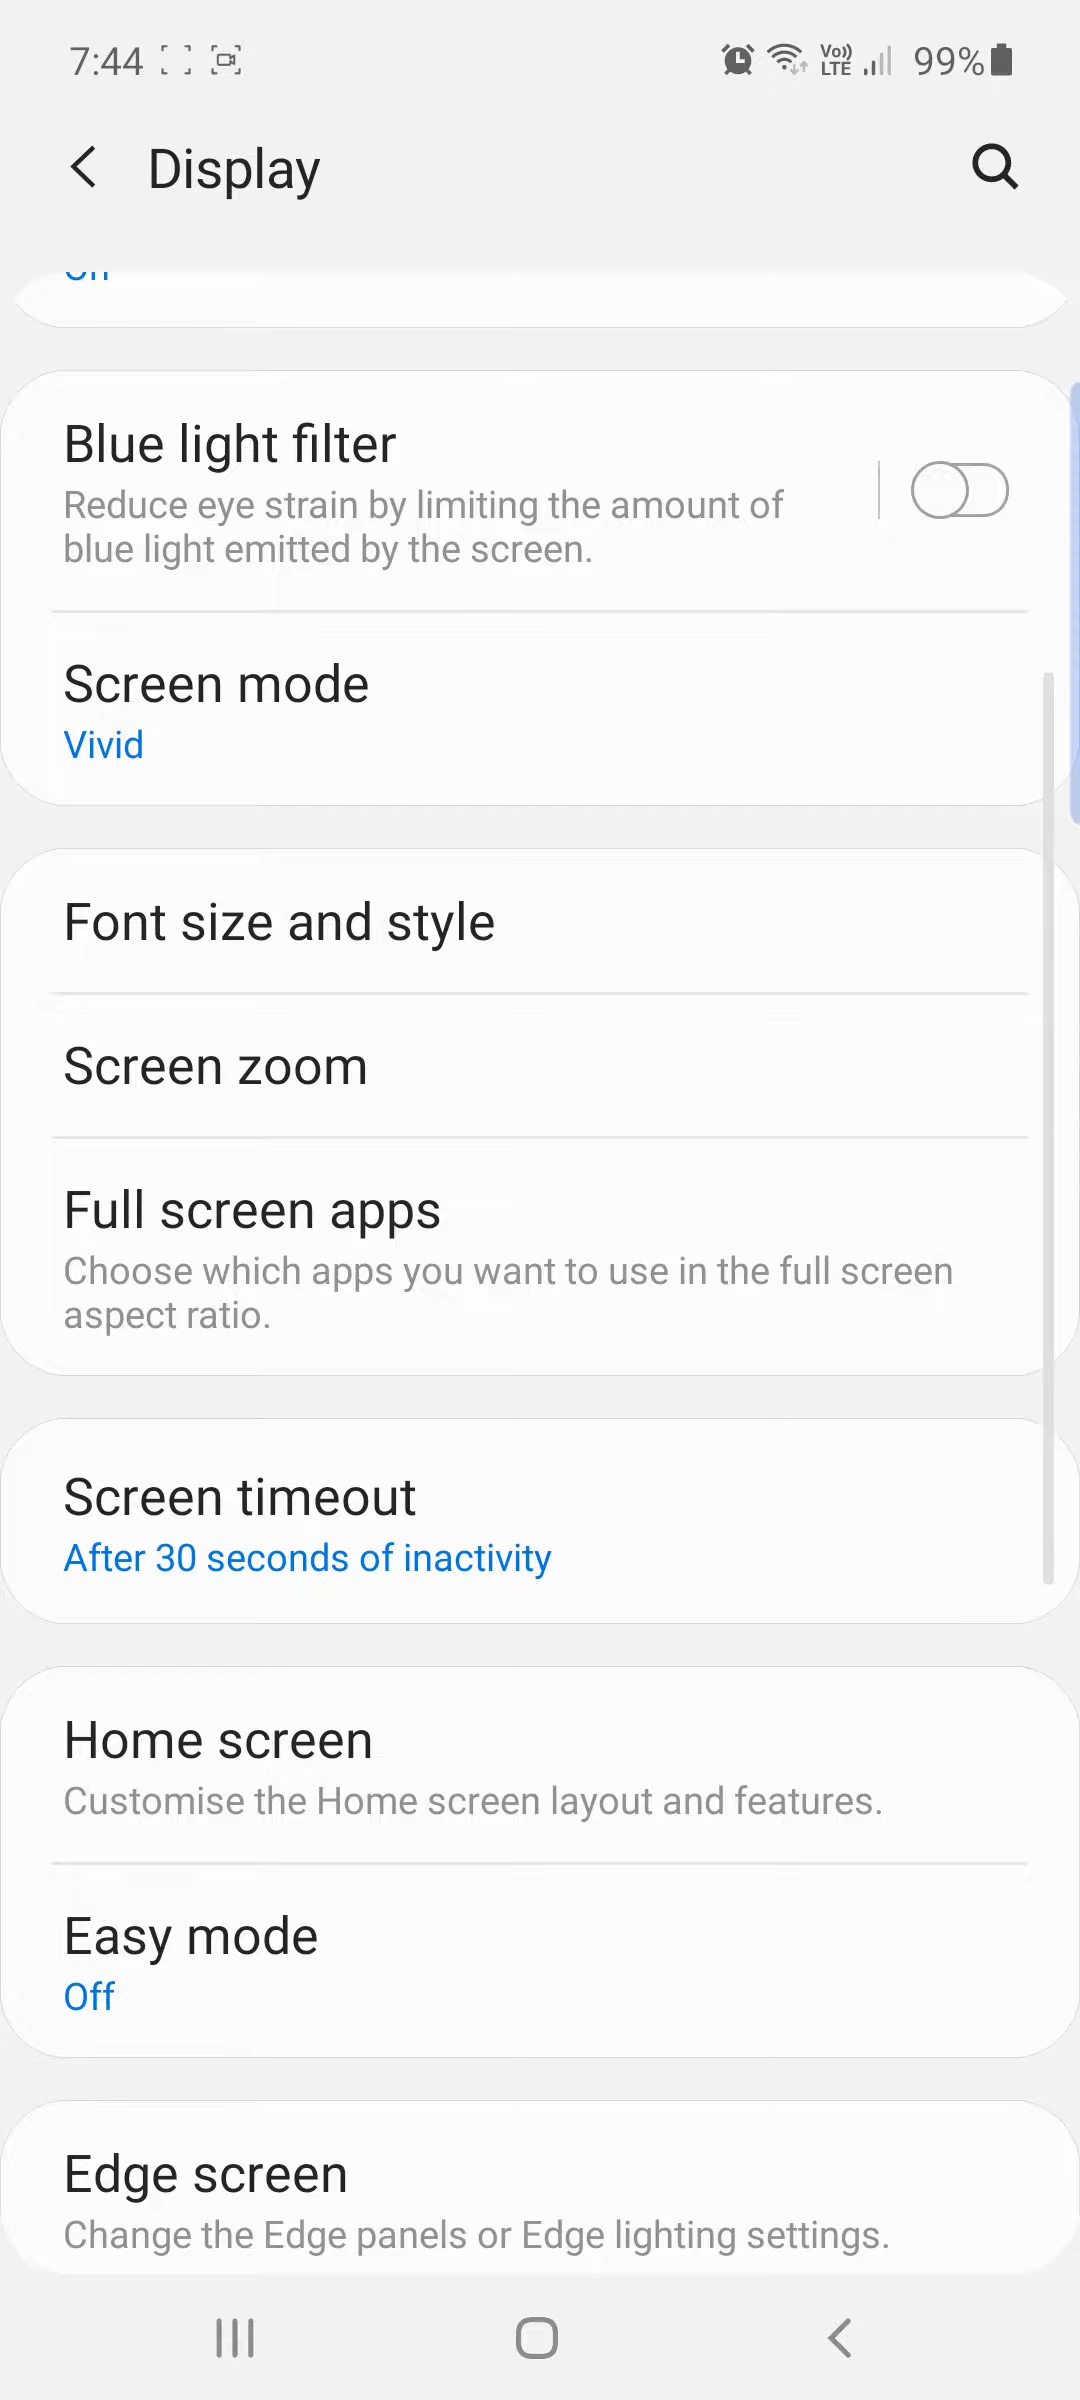 7:44 Vo)) LTE 99%
Display
Blue light filter
Reduce eye strain by limiting the amount of
blue light emitted by the screen.
Screen mode
Vivid
Font size and style
Screen zoom
Full screen apps
Choose which apps you want to use in the full screen
aspect ratio.
Screen timeout
After 30 seconds of inactivity
Home screen
Customise the Home screen layout and features.
Easy mode
Off
Edge screen
Change the Edge panels or Edge lighting settings.